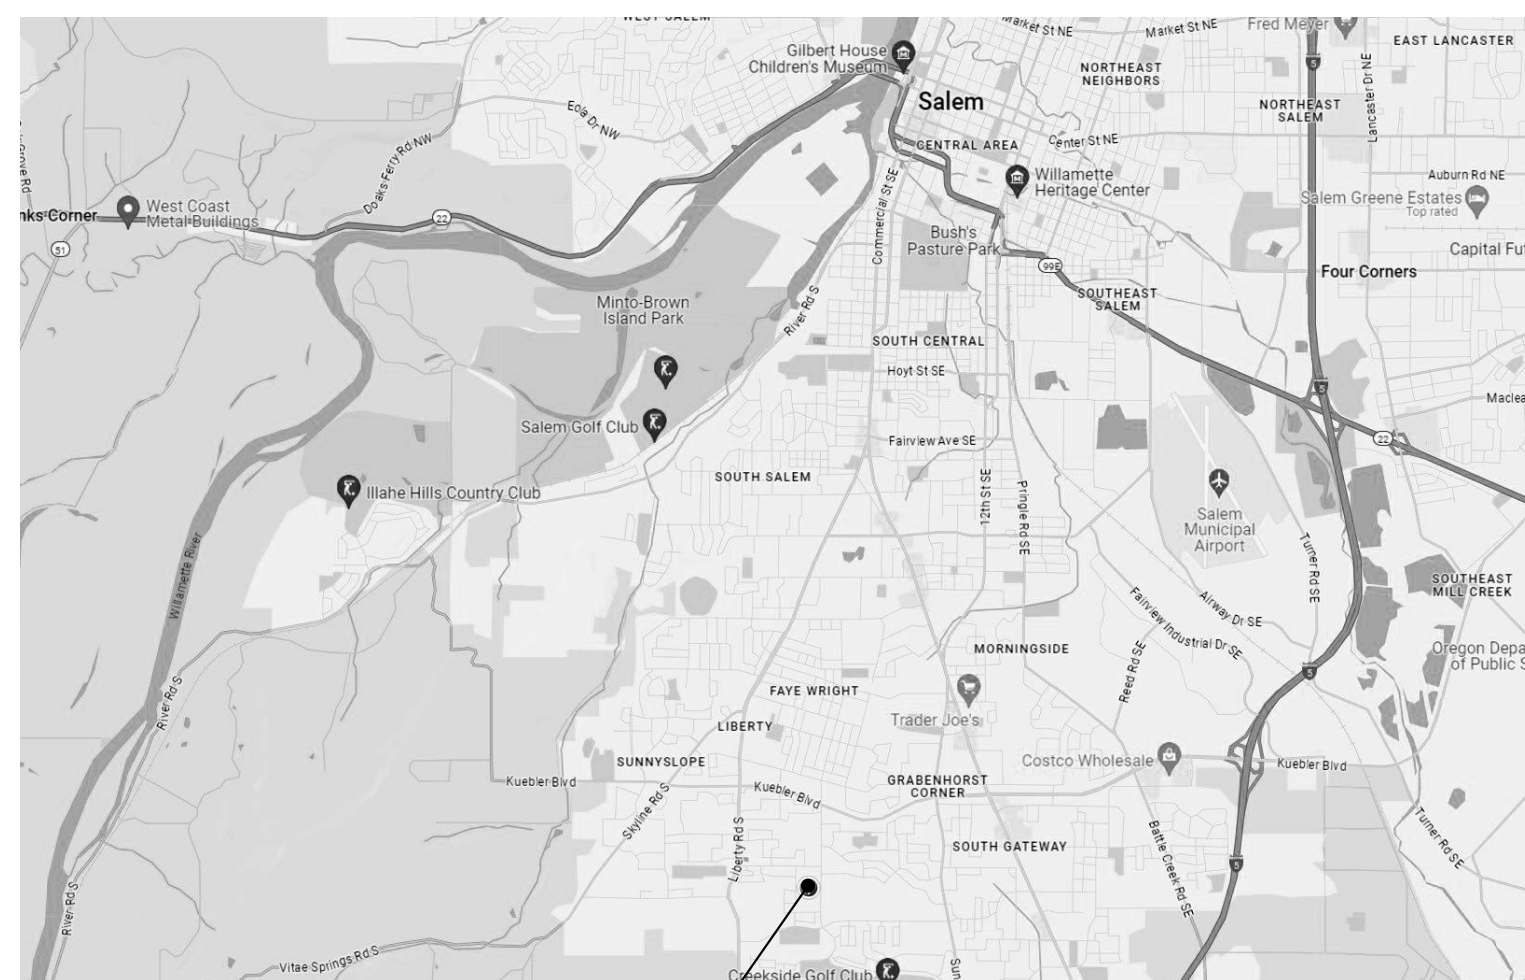 WEST SALEM
Market St NE
Market St NE
Fred Meyer
EAST LANCASTER
Gilbert House
Children's Museum
NORTHEAST
NEIGHBORS
Salem
NORTHEAST
SALEM
Lancaster Dr NE
Eola Dr NW
Doaks Ferry Rd NW
CENTRAL AREA
Center St NE
Willamette
Heritage Center
Auburn Rd NE
Salem Greene Estates
Top rated
West Coast
Metal Buildings
nks Corner
22
51
Commercial St SE
Bush's
Pasture Park
Capital Fu
99E
Four Corners
SOUTHEAST
SALEM
Minto-Brown
Island Park
River Rd S
SOUTH CENTRAL
Hoyt St SE
5
5
Maclea
Salem Golf Club
Fairview Ave SE
22
SOUTH SALEM
Illahe Hills Country Club
12th St SE
Pringle Rd SE
Salem
Municipal
Airport
Turner Rd SE
Willamette River
SOUTHEAST
MILL CREEK
Airway Dr SE
Fairview Industrial Dr SE
MORNINGSIDE
Reed Rd SE
Oregon Depa
of Public S
5
River Rd S
FAYE WRIGHT
Trader Joe's
LIBERTY
SUNNYSLOPE
Costco Wholesale
Kuebler Blvd
Kuebler Blvd
Kuebler Blvd
GRABENHORST
CORNER
Skyline Rd S
Liberty Rd S
SOUTH GATEWAY
Battle Creek Rd SE
Turner Rd SE
5
River Rd S
Vitae Springs Rd S
Creekside Golf Club
Sun